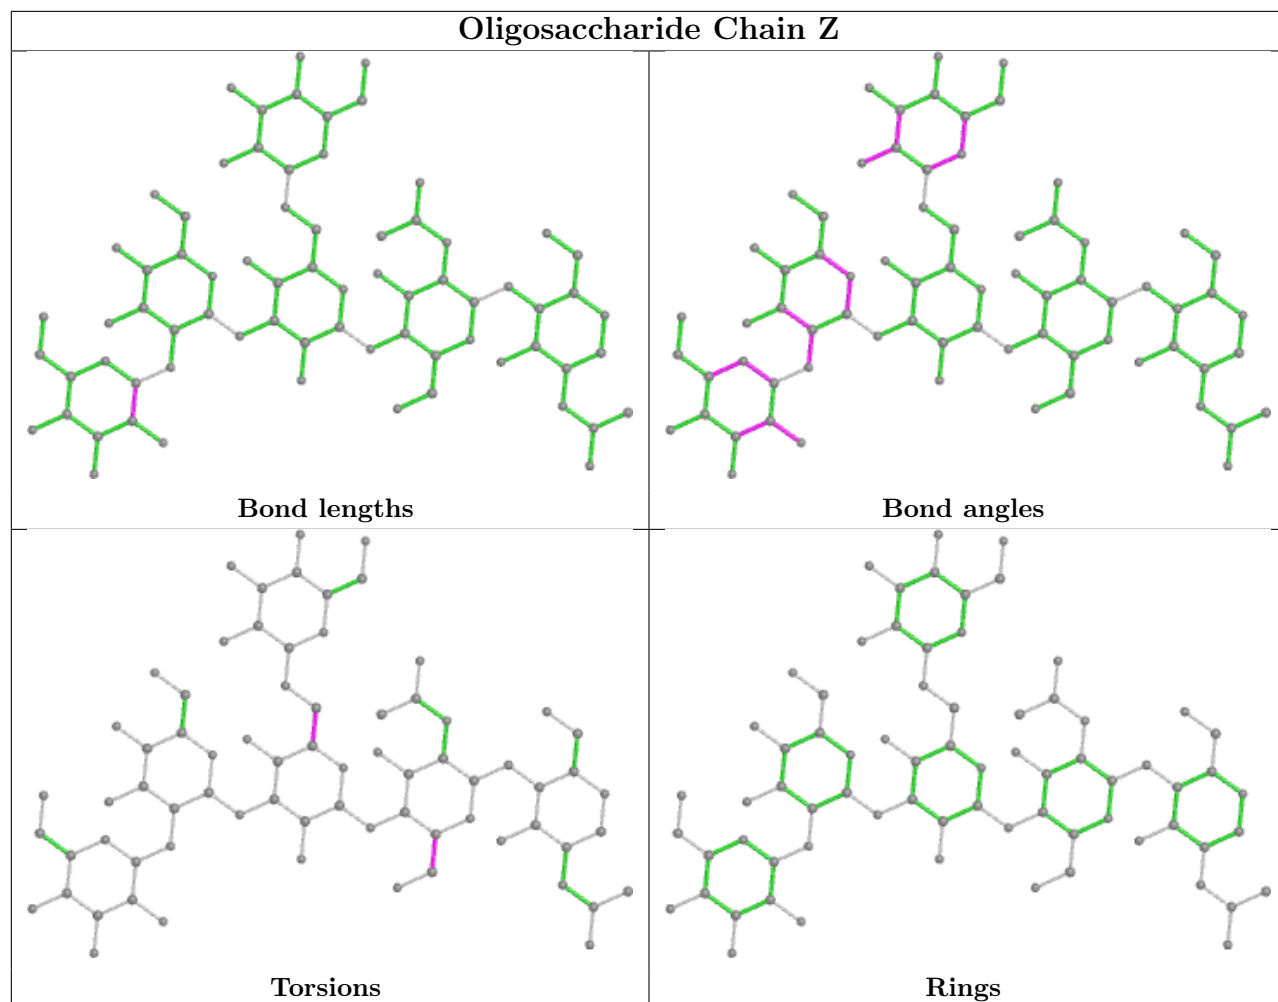 Oligosaccharide Chain Z
Bond lengths
Bond angles
Torsions
Rings